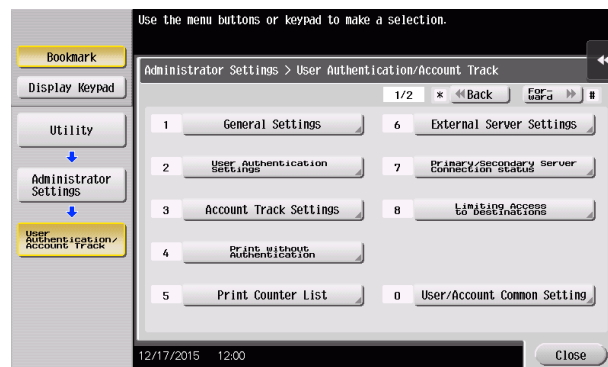 Use the menu buttons or keypad to make a selection.
Bookmark
Display Keypad
Utility
Administrator
Settings
User
Authentication/
Account Track
Administrator Settings > User Authentication/Account Track
1/2 * Back For-
ward #
1 General Settings
6 External Server Settings
2 User Authentication
Settings
7 Primary/Secondary Server
Connection status
3 Account Track Settings
8 Limiting Access
to Destinations
4 Print without
Authentication
5 Print Counter List
0 User/Account Common Setting
12/17/2015 12:00
Close